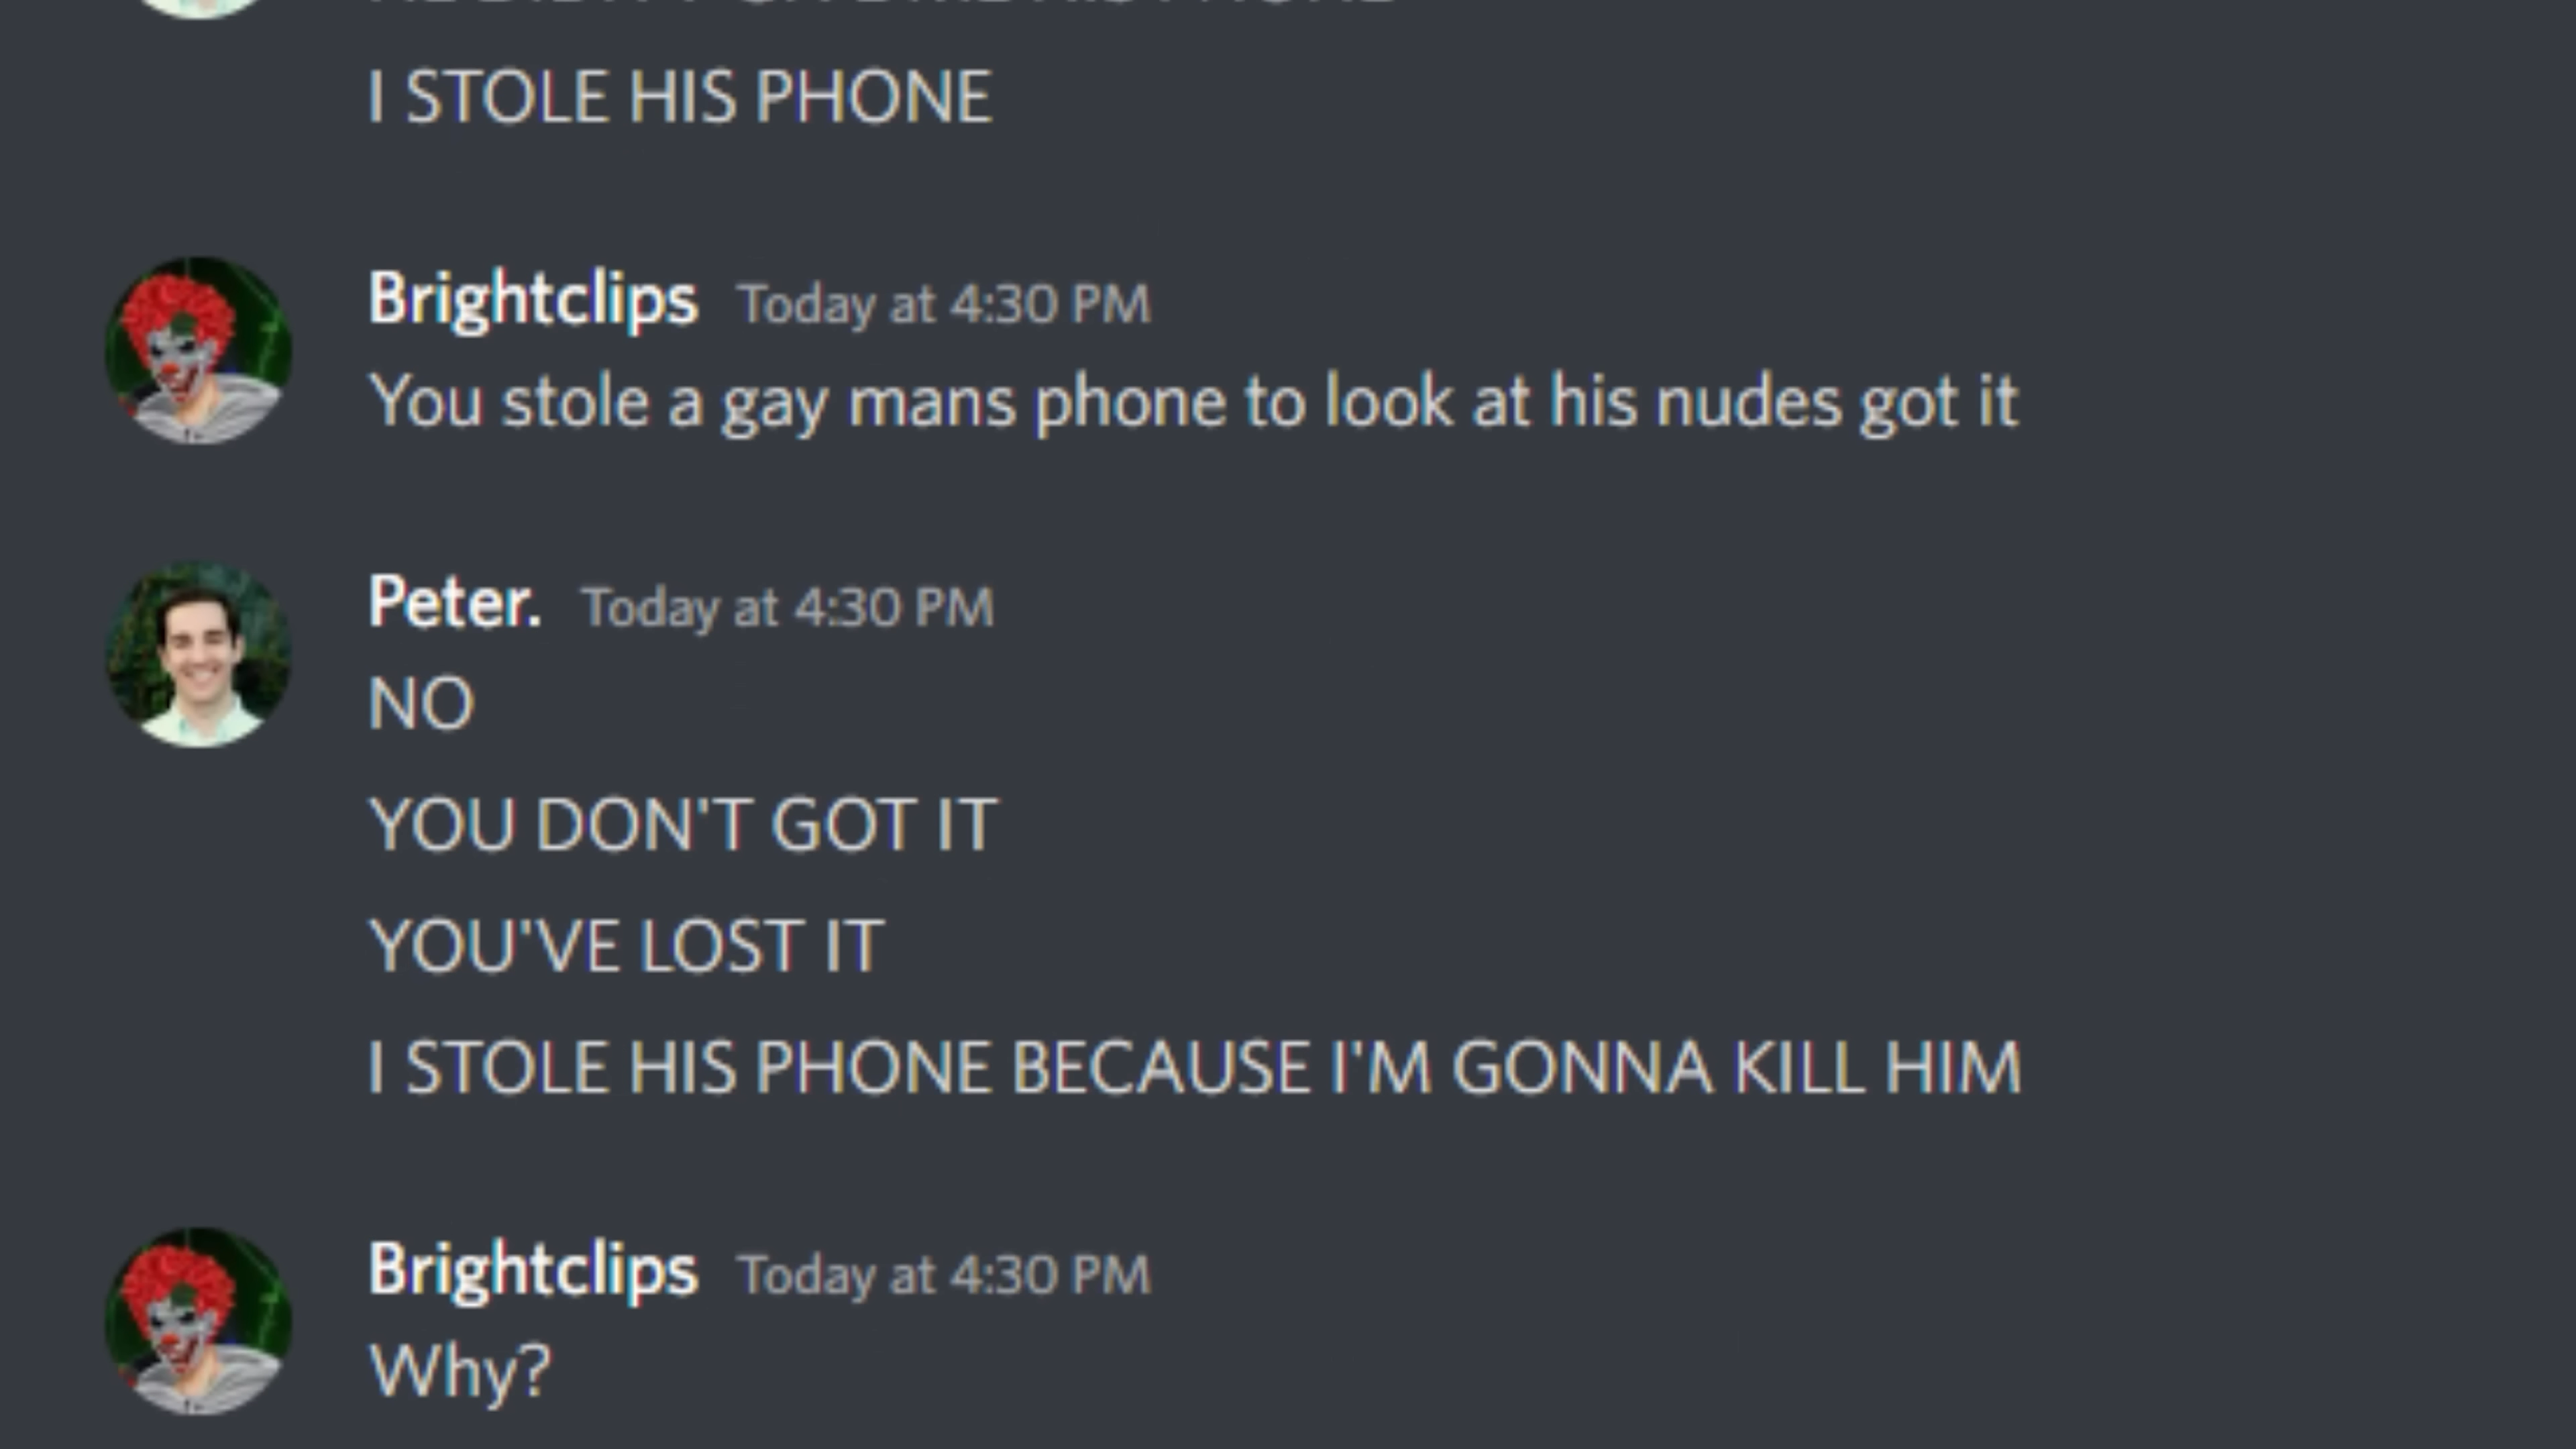 I STOLE HIS PHONE
Brightclips Today at 4:30 PM
You stole a gay mans phone to look at his nudes got it
Peter. Today at 4:30 PM
NO
YOU DON'T GOT IT
YOU'VE LOST IT
I STOLE HIS PHONE BECAUSE I'M GONNA KILL HIM
Brightclips Today at 4:30 PM
Why?